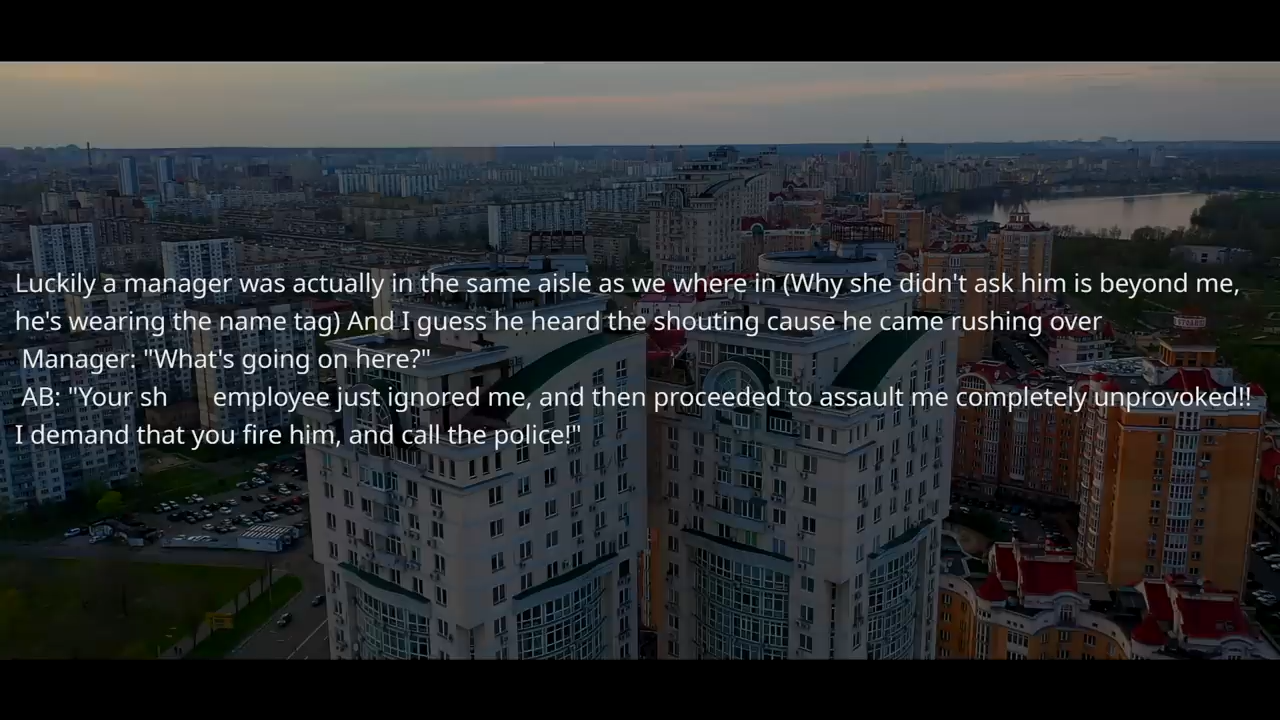 Luckily a manager was actually in the same aisle as we where in (Why she didn't ask him is beyond me,
he's wearing the name tag) And I guess he heard the shouting cause he came rushing over
Manager: "What's going on here?"
AB: "Your sh employee just ignored me, and then proceeded to assault me completely unprovoked!!
I demand that you fire him, and call the police!"